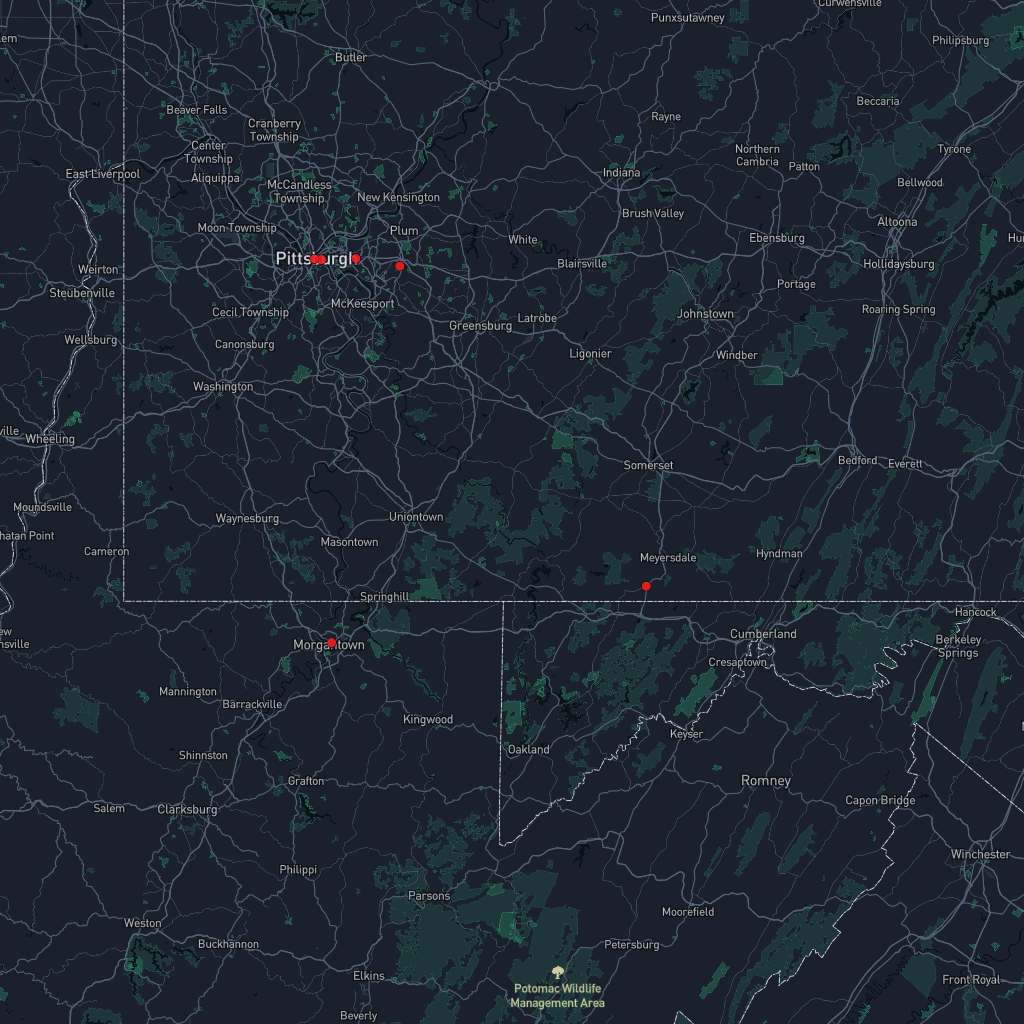 Curwensville
Punxsutawney
Philipsburg
Butler
Beccaria
Beaver Falls
Rayne
Cranberry
Township
Center
Township
Northern
Cambria
Tyrone
Patton
East Liverpool
Indiana
Aliquippa
McCandless
Township
Bellwood
New Kensington
Brush Valley
Altoona
Moon Township
Plum
White
Ebensburg
Pittsburgh
Blairsville
Hollidaysburg
Weirton
Portage
Steubenville
McKeesport
Cecil Township
Latrobe
Johnstown
Roaring Spring
Greensburg
Wellsburg
Canonsburg
Ligonier
Windber
Washington
Wheeling
Somerset
Bedford
Everett
Moundsville
Waynesburg
Uniontown
Masontown
Cameron
Meyersdale
Hyndman
Springhill
Hancock
Morgantown
Cumberland
Berkeley
Springs
Cresaptown
Mannington
Barrackville
Kingwood
Keyser
Oakland
Shinnston
Grafton
Romney
Salem
Clarksburg
Capon Bridge
Winchester
Philippi
Parsons
Moorefield
Weston
Buckhannon
Petersburg
Elkins
Front Royal
Potomac Wildlife
Management Area
Beverly